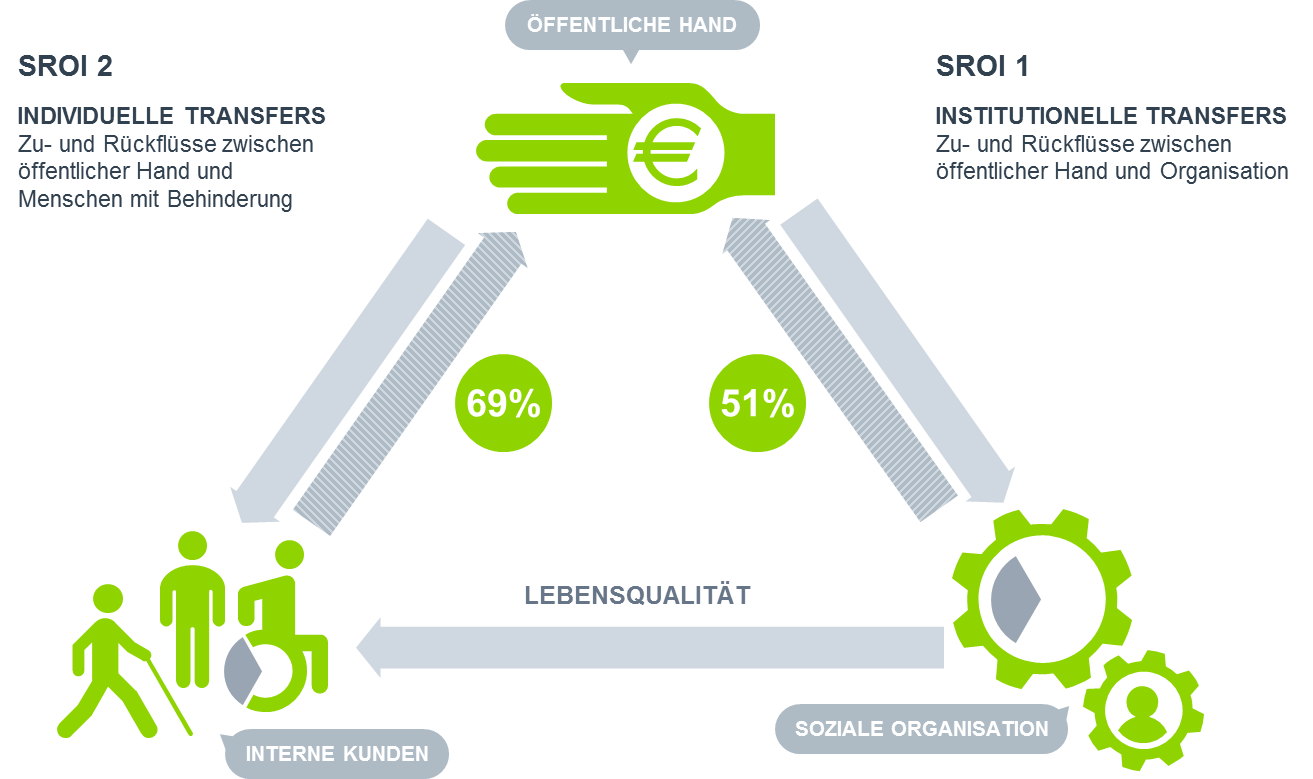 ÖFFENTLICHE HAND
SROI 2
INDIVIDUELLE TRANSFERS
Zu- und Rückflüsse zwischen
öffentlicher Hand und
Menschen mit Behinderung
SROI 1
INSTITUTIONELLE TRANSFERS
Zu- und Rückflüsse zwischen
öffentlicher Hand und Organisation
€
69%
51%
LEBENSQUALITÄT
SOZIALE ORGANISATION
INTERNE KUNDEN